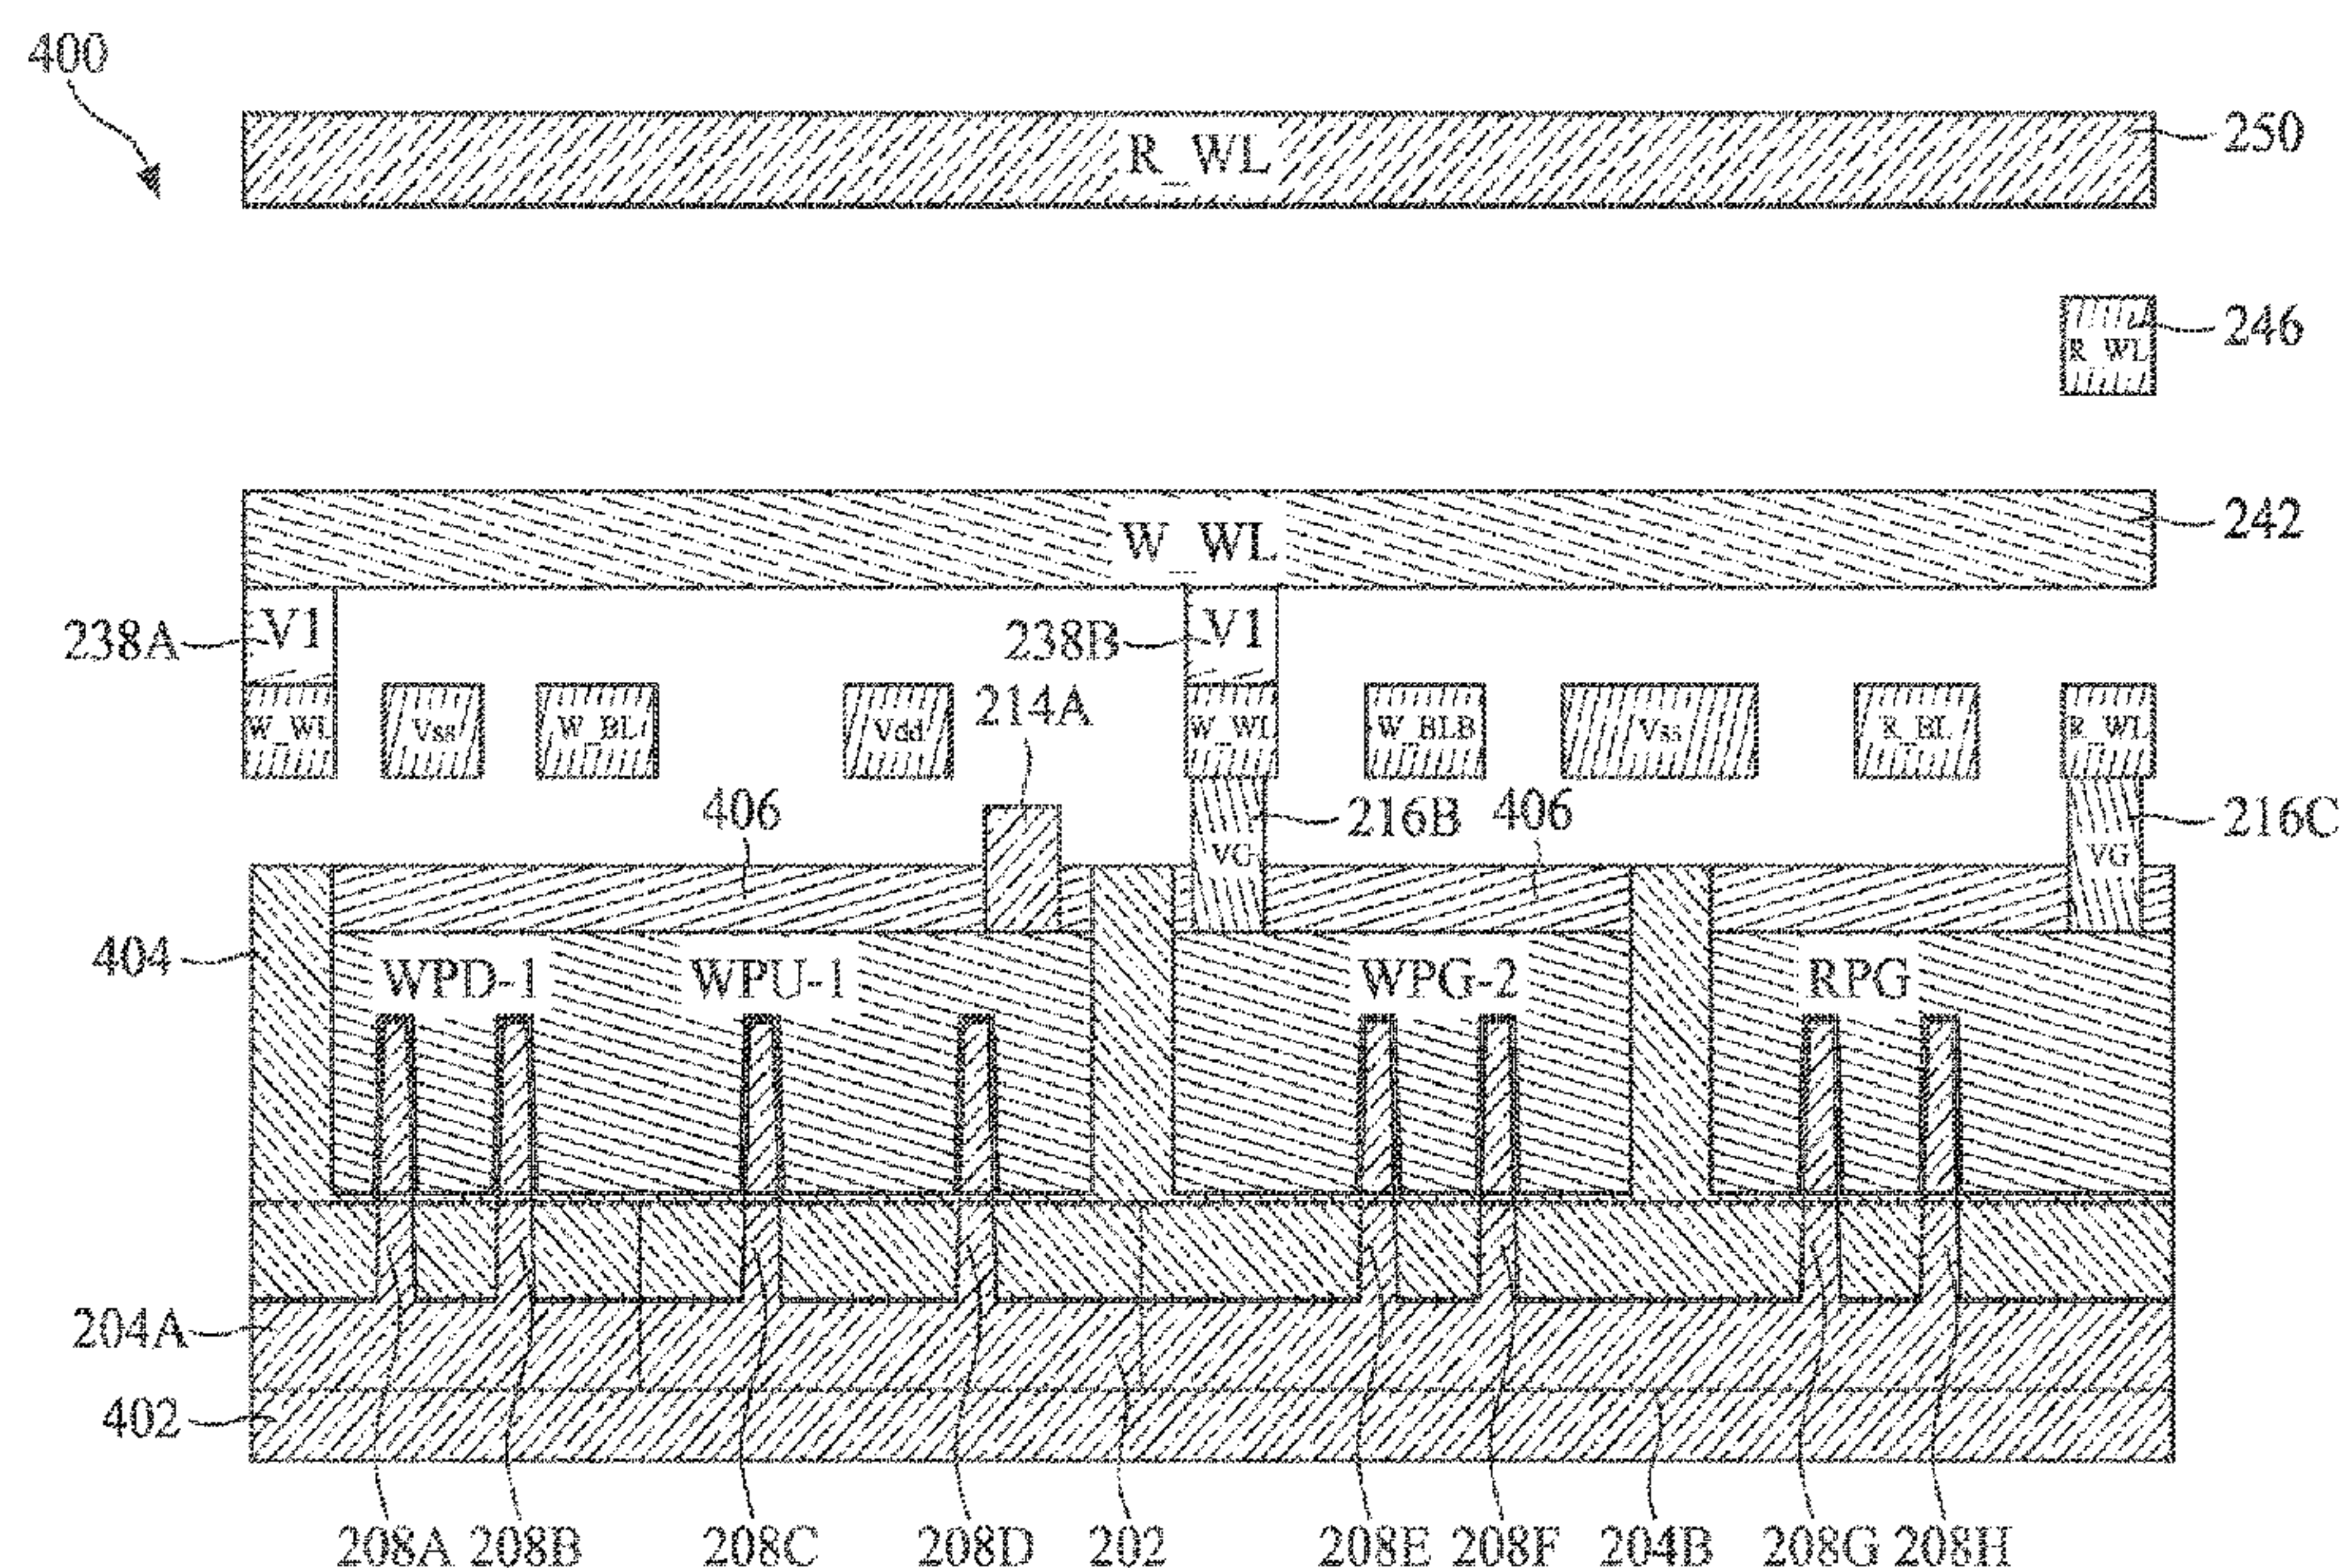 400
R_WL
250
246
R_WL
W_WL
242
238A
V1
238B
V1
214A
W_WL
Vss
W_BL
Vdd
W_WL
W_BLB
Vss
R_BL
R_WL
406
216B
406
216C
VG
VG
404
WPD-1
WPU-1
WPG-2
RPG
204A
402
208A
208B
208C
208D
202
208E
208F
204B
208G
208H